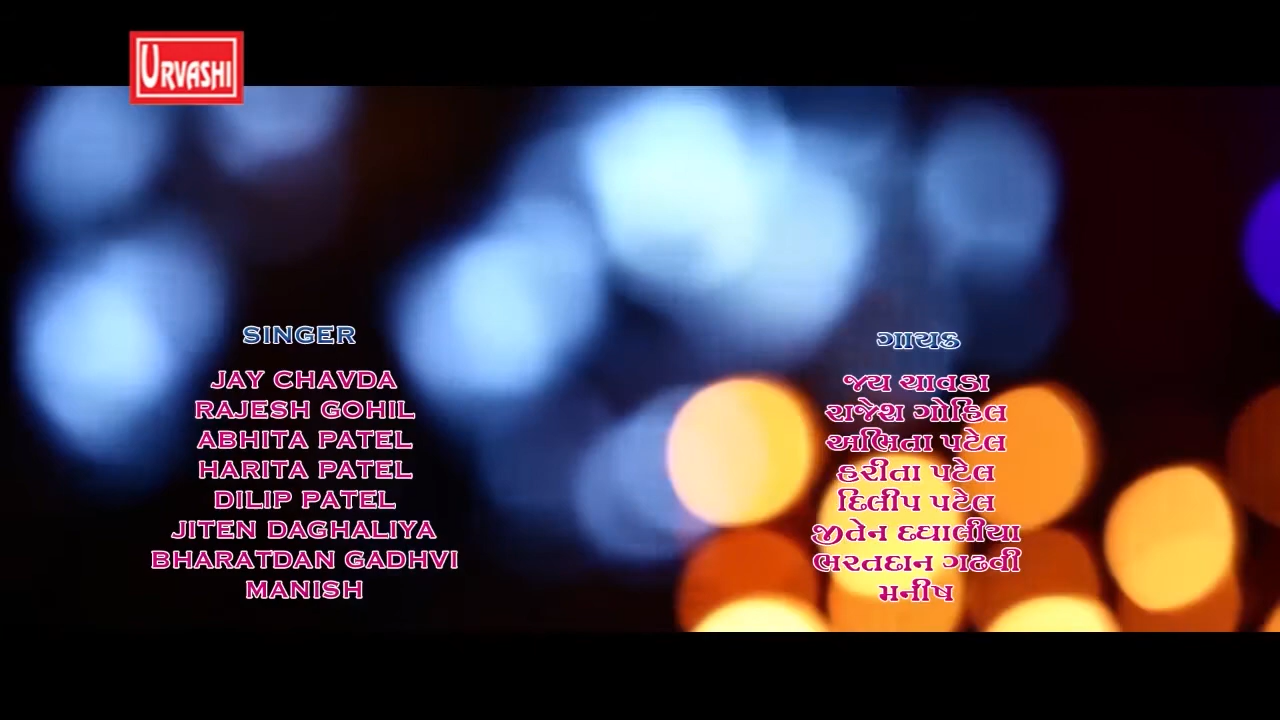 URVASHI
SINGER
JAY CHAVDA
RAJESH GOHIL
ABHITA PATEL
HARITA PATEL
DILIP PATEL
JITEN DAGHALIYA
BHARATDAN GADHVI
MANISH
ગાયક
જય ચાવડા
રાજેશ ગોહિલ
અભિતા પટેલ
હરીતા પટેલ
દિલીપ પટેલ
જીતેન દઘાલીયા
ભરતદાન ગઢવી
મનીષ